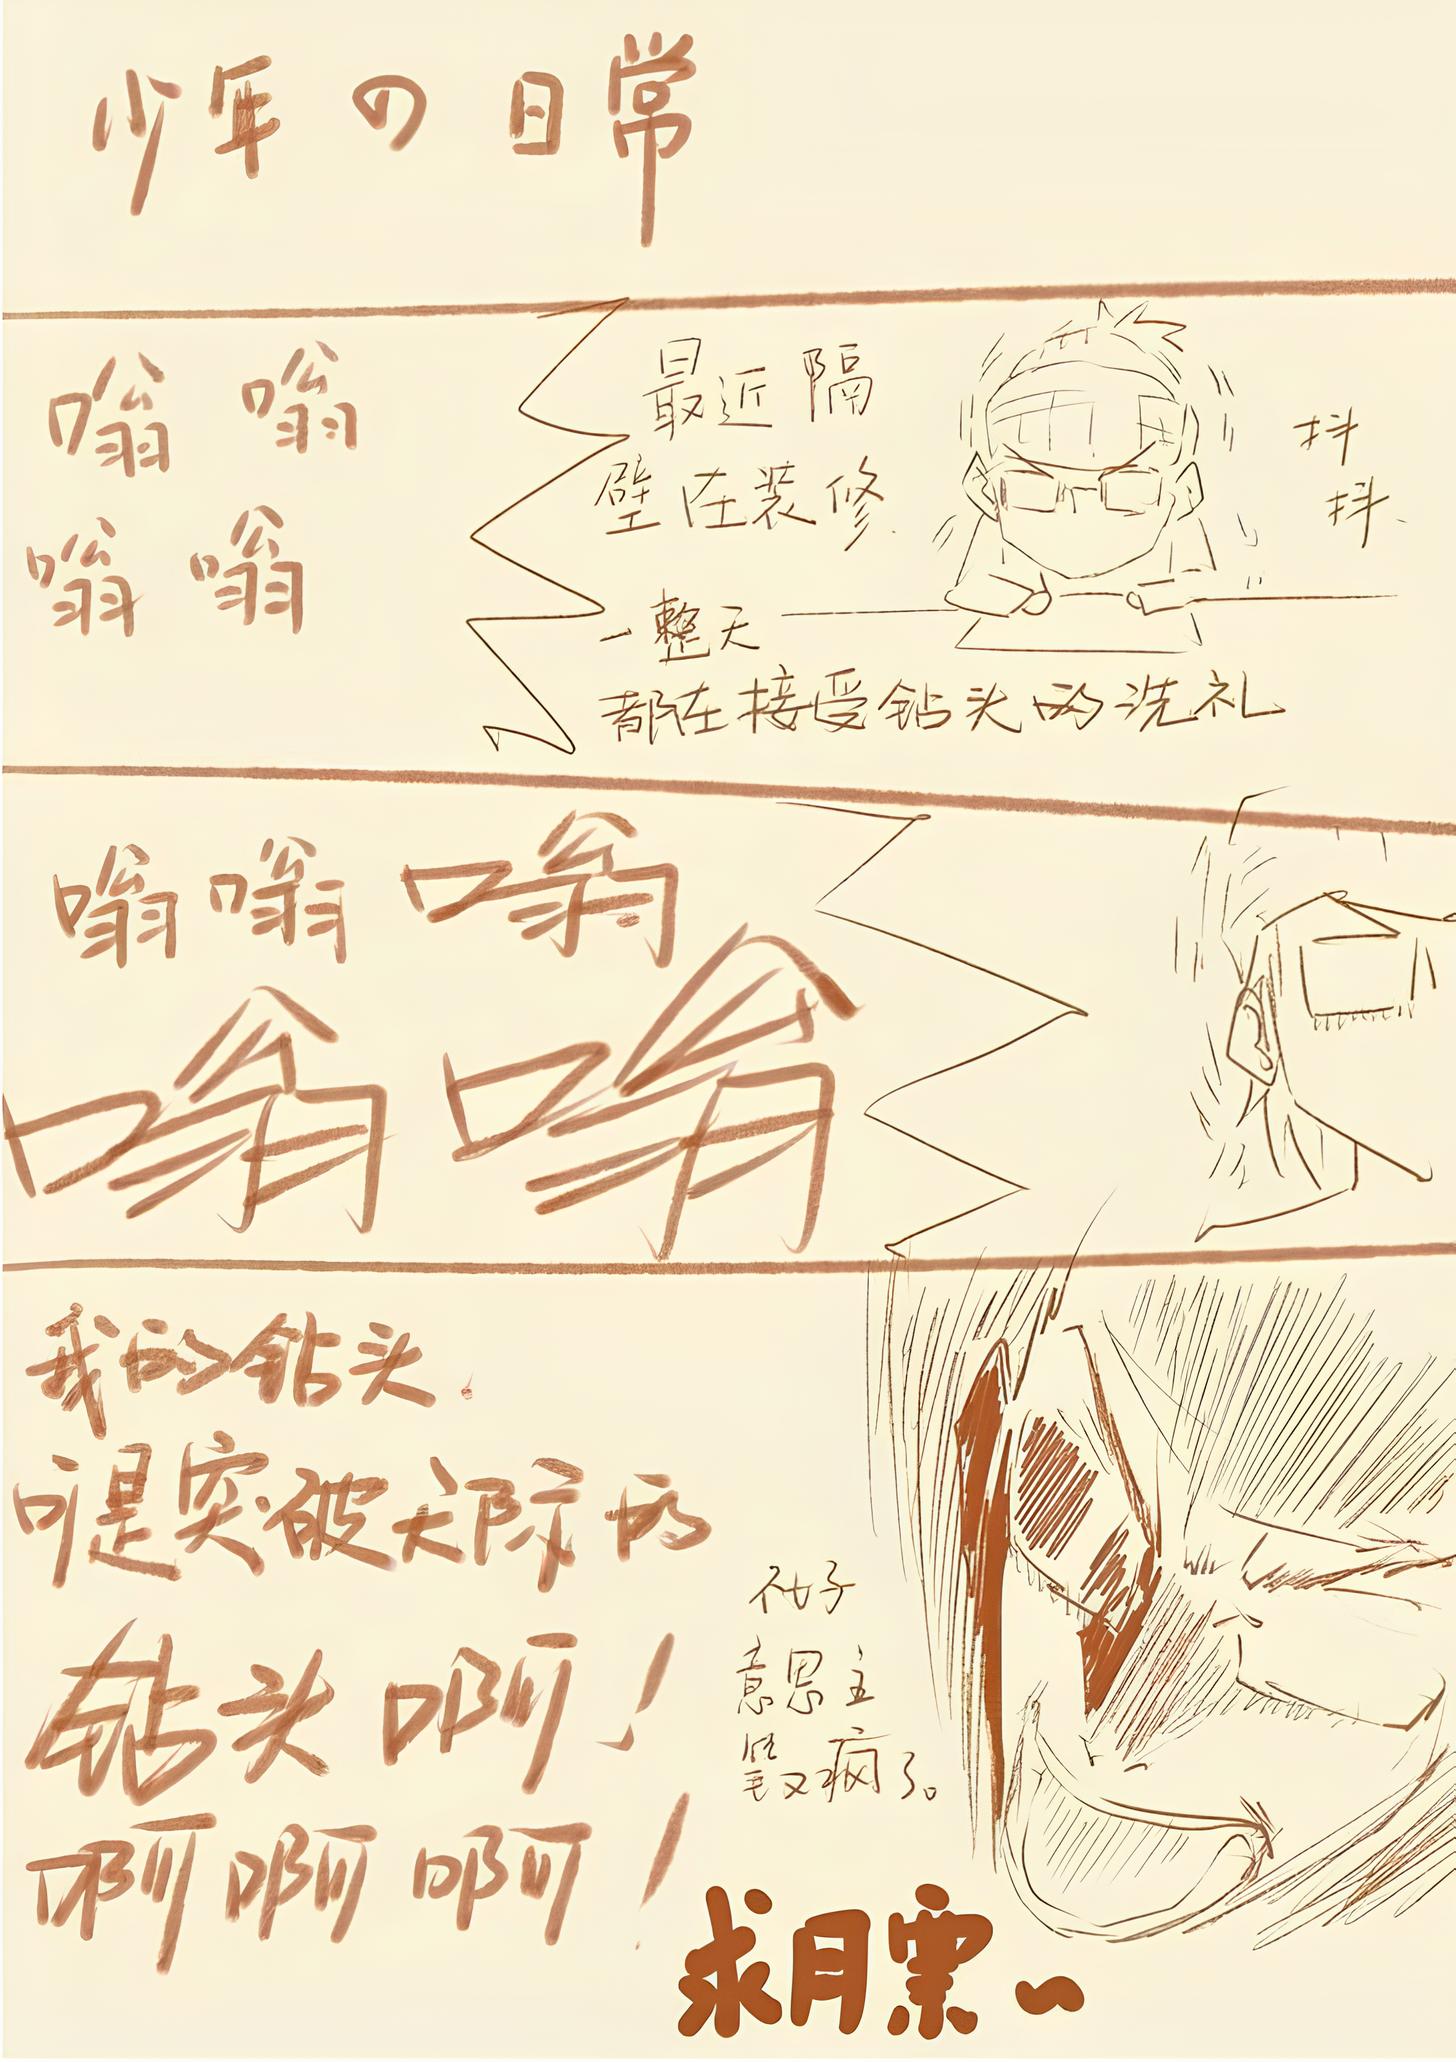 少年の日常
嗡 嗡
嗡 嗡
最近隔
壁在装修
一整天
都在接受钻头的洗礼
抖
抖
嗡嗡嗡
嗡嗡
我的钻头
可是突破天际的
钻头啊!
啊啊啊!
意思主
笔又疯了。
求月票~